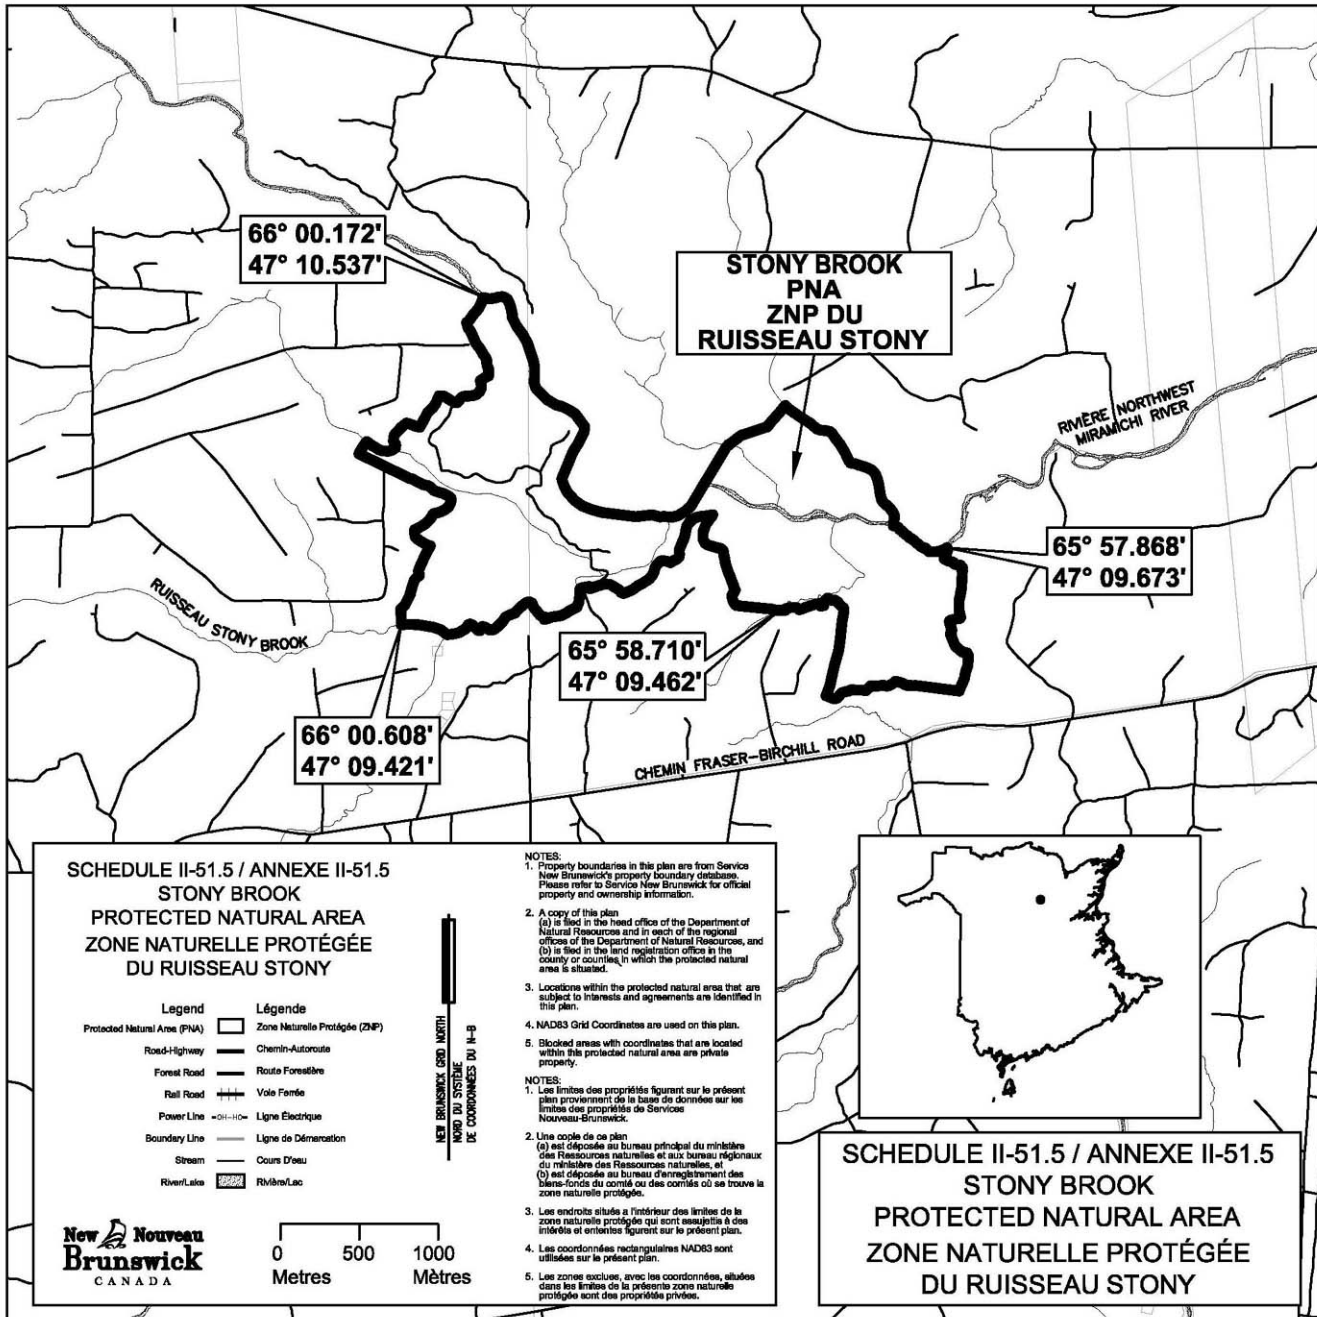 66° 00.172'
47° 10.537'
STONY BROOK
PNA
ZNP DU
RUISSEAU STONY
RIVIÈRE NORTHWEST
MIRAMICHI RIVER
65° 57.868'
47° 09.673'
RUISSEAU STONY BROOK
65° 58.710'
47° 09.462'
66° 00.608'
47° 09.421'
CHEMIN FRASER-BIRCHILL ROAD
SCHEDULE II-51.5 / ANNEXE II-51.5
STONY BROOK
PROTECTED NATURAL AREA
ZONE NATURELLE PROTÉGÉE
DU RUISSEAU STONY
Legend Légende
Protected Natural Area (PNA) Zone Naturelle Protégée (ZNP)
Road-Highway Chemin-Autoroute
Forest Road Route Forestière
Rail Road Voie Ferrée
Power Line OH-HO Ligne Électrique
Boundary Line Ligne de Démarcation
Stream Cours D'eau
River/Lake Rivière/Lac
NEW BRUNSWICK GRID NORTH
NORD DU SYSTÈME
DE COORDONNÉES DU N-B
New Nouveau
Brunswick
CANADA
0 500 1000
Metres Mètres
NOTES:
1. Property boundaries in this plan are from Service
New Brunswick's property boundary database.
Please refer to Service New Brunswick for official
property and ownership information.
2. A copy of this plan
(a) is filed in the head office of the Department of
Natural Resources and in each of the regional
offices of the Department of Natural Resources, and
(b) is filed in the land registration office in the
county or counties in which the protected natural
area is situated.
3. Locations within the protected natural area that are
subject to interests and agreements are identified in
this plan.
4. NAD83 Grid Coordinates are used on this plan.
5. Blocked areas with coordinates that are located
within this protected natural area are private
property.
NOTES:
1. Les limites des propriétés figurant sur le présent
plan proviennent de la base de données sur les
limites des propriétés de Services
Nouveau-Brunswick.
2. Une copie de ce plan
(a) est déposée au bureau principal du ministère
des Ressources naturelles et aux bureau régionaux
du ministère des Ressources naturelles, et
(b) est déposée au bureau d'enregistrement des
biens-fonds du comté ou des comtés où se trouve la
zone naturelle protégée.
3. Les endroits situés a l'intérieur des limites de la
zone naturelle protégée qui sont assujettis à des
intérêts et ententes figurent sur le présent plan.
4. Les coordonnées rectangulaires NAD83 sont
utilisées sur le présent plan.
5. Les zones exclues, avec les coordonnées, situées
dans les limites de la présente zone naturelle
protégée sont des propriétés privées.
SCHEDULE II-51.5 / ANNEXE II-51.5
STONY BROOK
PROTECTED NATURAL AREA
ZONE NATURELLE PROTÉGÉE
DU RUISSEAU STONY